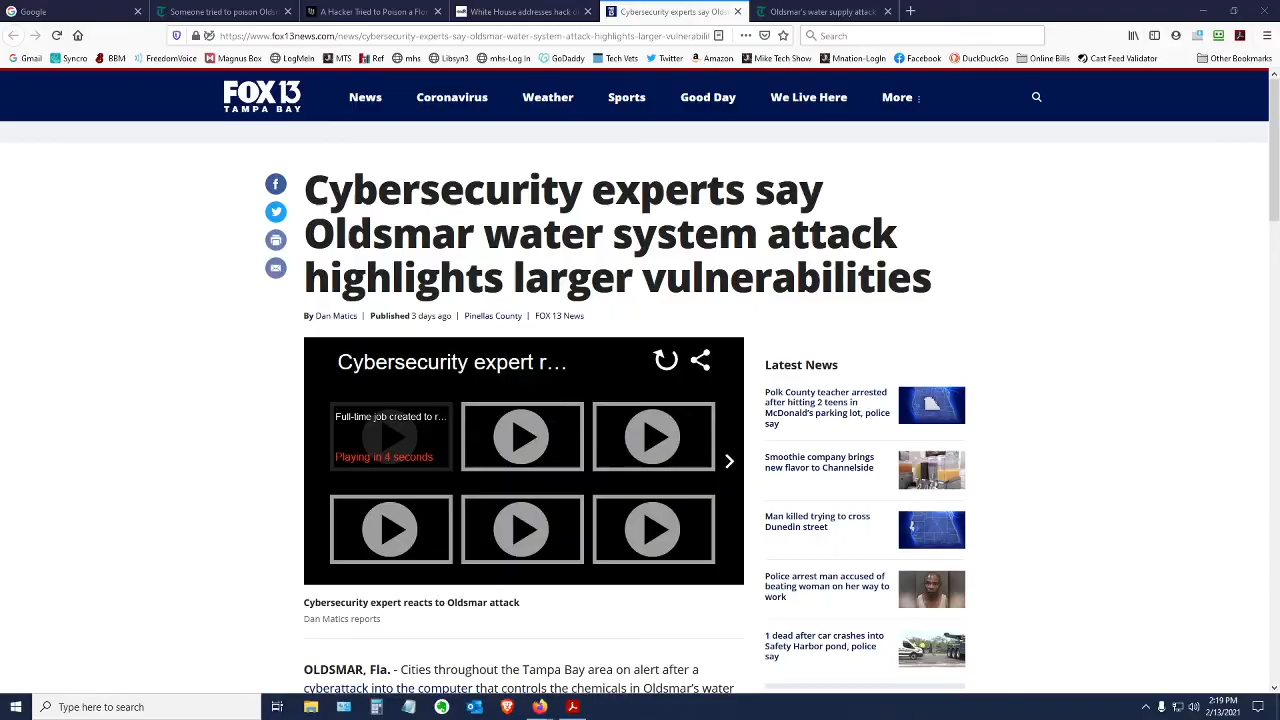 Google
Someone tried to poison Olds
A Hacker Tried to Poison a Flo
White House addresses hack o
Cybersecurity experts say Olds
Oldsmar's water supply attack
https://www.fox13news.com/news/cybersecurity-experts-say-oldsmar-water-system-attack-highlights-larger-vulnerabili
Search
Gmail
Syncro
BBM
FreedomVoice
Magnus Box
LogMeIn
MTS
Ref
mhs
Libsyn3
mhs-Log In
GoDaddy
Tech Vets
Twitter
Amazon
Mike Tech Show
Mnation-LogIn
Facebook
DuckDuckGo
Online Bills
Cast Feed Validator
Other Bookmarks
FOX 13
TAMPA BAY
News
Coronavirus
Weather
Sports
Good Day
We Live Here
More
Cybersecurity experts say
Oldsmar water system attack
highlights larger vulnerabilities
By Dan Matics | Published 3 days ago | Pinellas County | FOX 13 News
Cybersecurity expert r…
Full-time job created to r…
Playing in 4 seconds
Cybersecurity expert reacts to Oldsmar attack
Dan Matics reports
OLDSMAR, Fla. - Cities throughout the Tampa Bay area on alert after a
cyberattack into the computer that controls the chemicals in Oldsmar's water
Latest News
Polk County teacher arrested
after hitting 2 teens in
McDonald's parking lot, police
say
Smoothie company brings
new flavor to Channelside
Man killed trying to cross
Dunedin street
Police arrest man accused of
beating woman on her way to
work
1 dead after car crashes into
Safety Harbor pond, police
say
Type here to search
2:19 PM
2/13/2021